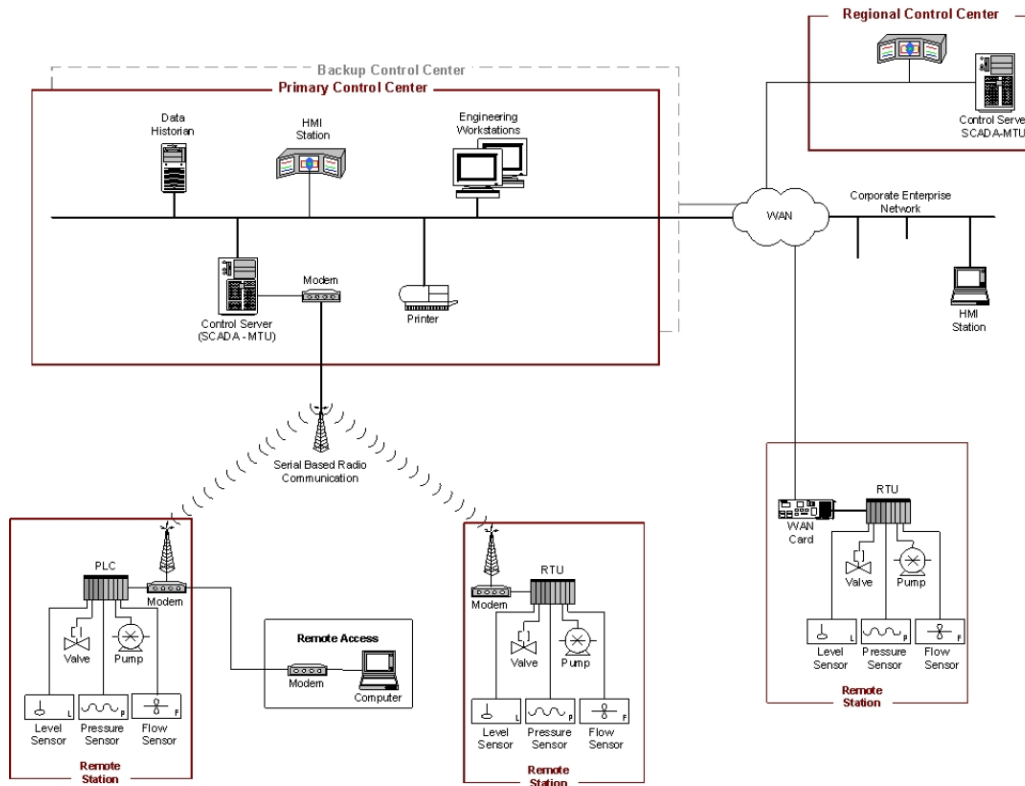 Regional Control Center
Control Server
SCADA-MTU
Backup Control Center
Primary Control Center
Data
Historian
HMI
Station
Engineering
Workstations
Control Server
(SCADA - MTU)
Modem
Printer
WAN
Corporate Enterprise
Network
HMI
Station
Serial Based Radio
Communication
PLC
Modem
Valve
Pump
L
P
F
Level
Sensor
Pressure
Sensor
Flow
Sensor
Remote
Station
Remote Access
Modem
Computer
RTU
Modem
Valve
Pump
L
P
F
Level
Sensor
Pressure
Sensor
Flow
Sensor
Remote
Station
RTU
WAN
Card
Valve
Pump
L
P
F
Level
Sensor
Pressure
Sensor
Flow
Sensor
Remote
Station